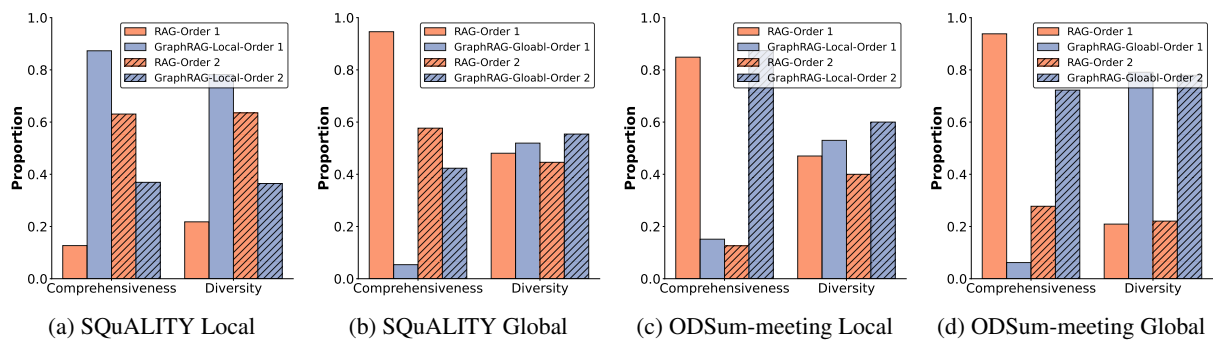 1.0
0.8
0.6
0.4
0.2
0.0
Proportion
RAG-Order 1
GraphRAG-Local-Order 1
RAG-Order 2
GraphRAG-Local-Order 2
Comprehensiveness
Diversity
(a) SQuALITY Local
1.0
0.8
0.6
0.4
0.2
0.0
Proportion
RAG-Order 1
GraphRAG-Gloabl-Order 1
RAG-Order 2
GraphRAG-Gloabl-Order 2
Comprehensiveness
Diversity
(b) SQuALITY Global
1.0
0.8
0.6
0.4
0.2
0.0
Proportion
RAG-Order 1
GraphRAG-Local-Order 1
RAG-Order 2
GraphRAG-Local-Order 2
Comprehensiveness
Diversity
(c) ODSum-meeting Local
1.0
0.8
0.6
0.4
0.2
0.0
Proportion
RAG-Order 1
GraphRAG-Gloabl-Order 1
RAG-Order 2
GraphRAG-Gloabl-Order 2
Comprehensiveness
Diversity
(d) ODSum-meeting Global